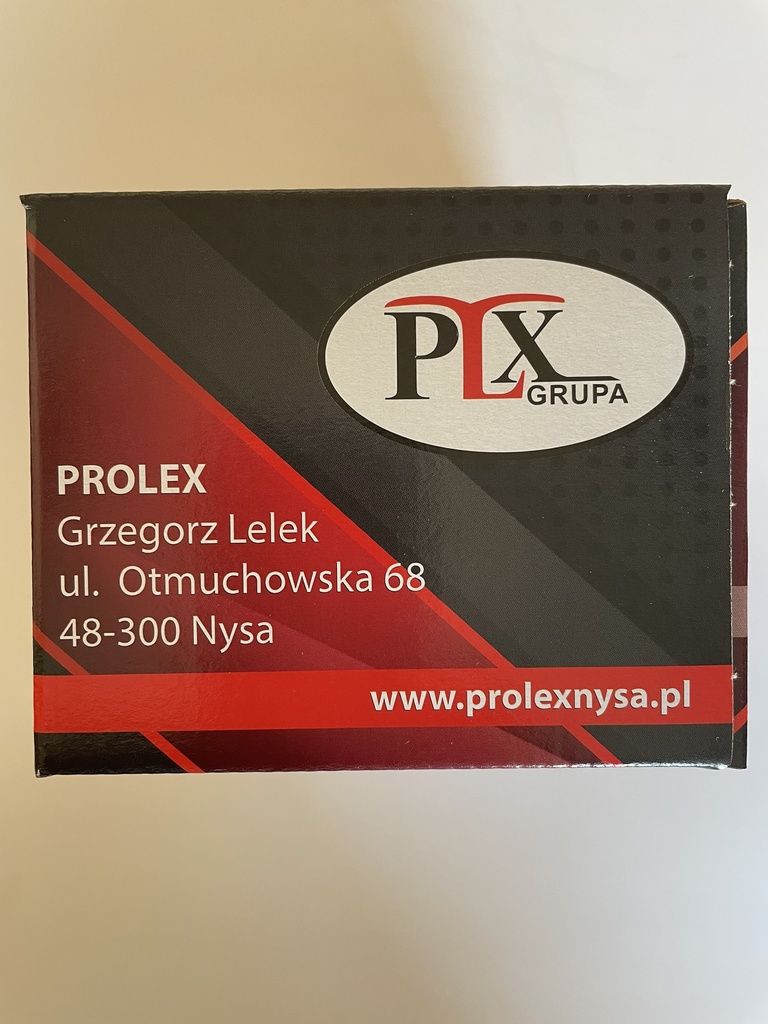 PLX
GRUPA
PROLEX
Grzegorz Lelek
ul. Otmuchowska 68
48-300 Nysa
www.prolexnysa.pl